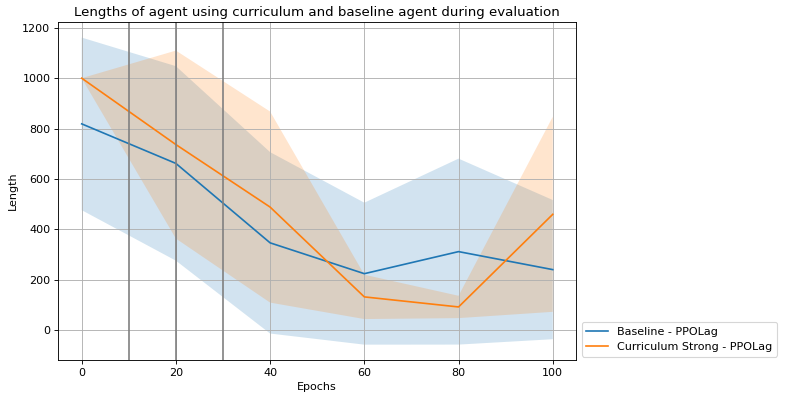 Lengths of agent using curriculum and baseline agent during evaluation
1200
1000
800
600
400
200
0
Length
0 20 40 60 80 100
Epochs
Baseline - PPOLag
Curriculum Strong - PPOLag